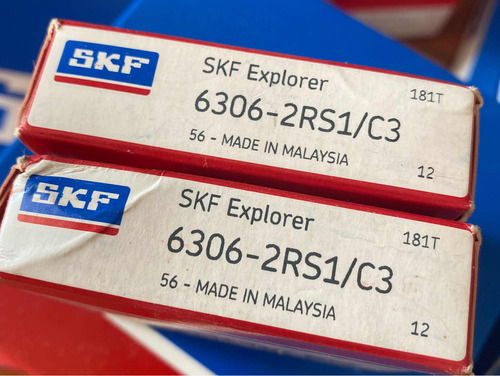 SKF
SKF Explorer
181T
6306-2RS1/C3
56 - MADE IN MALAYSIA
12
SKF
SKF Explorer
181T
6306-2RS1/C3
56 - MADE IN MALAYSIA
12